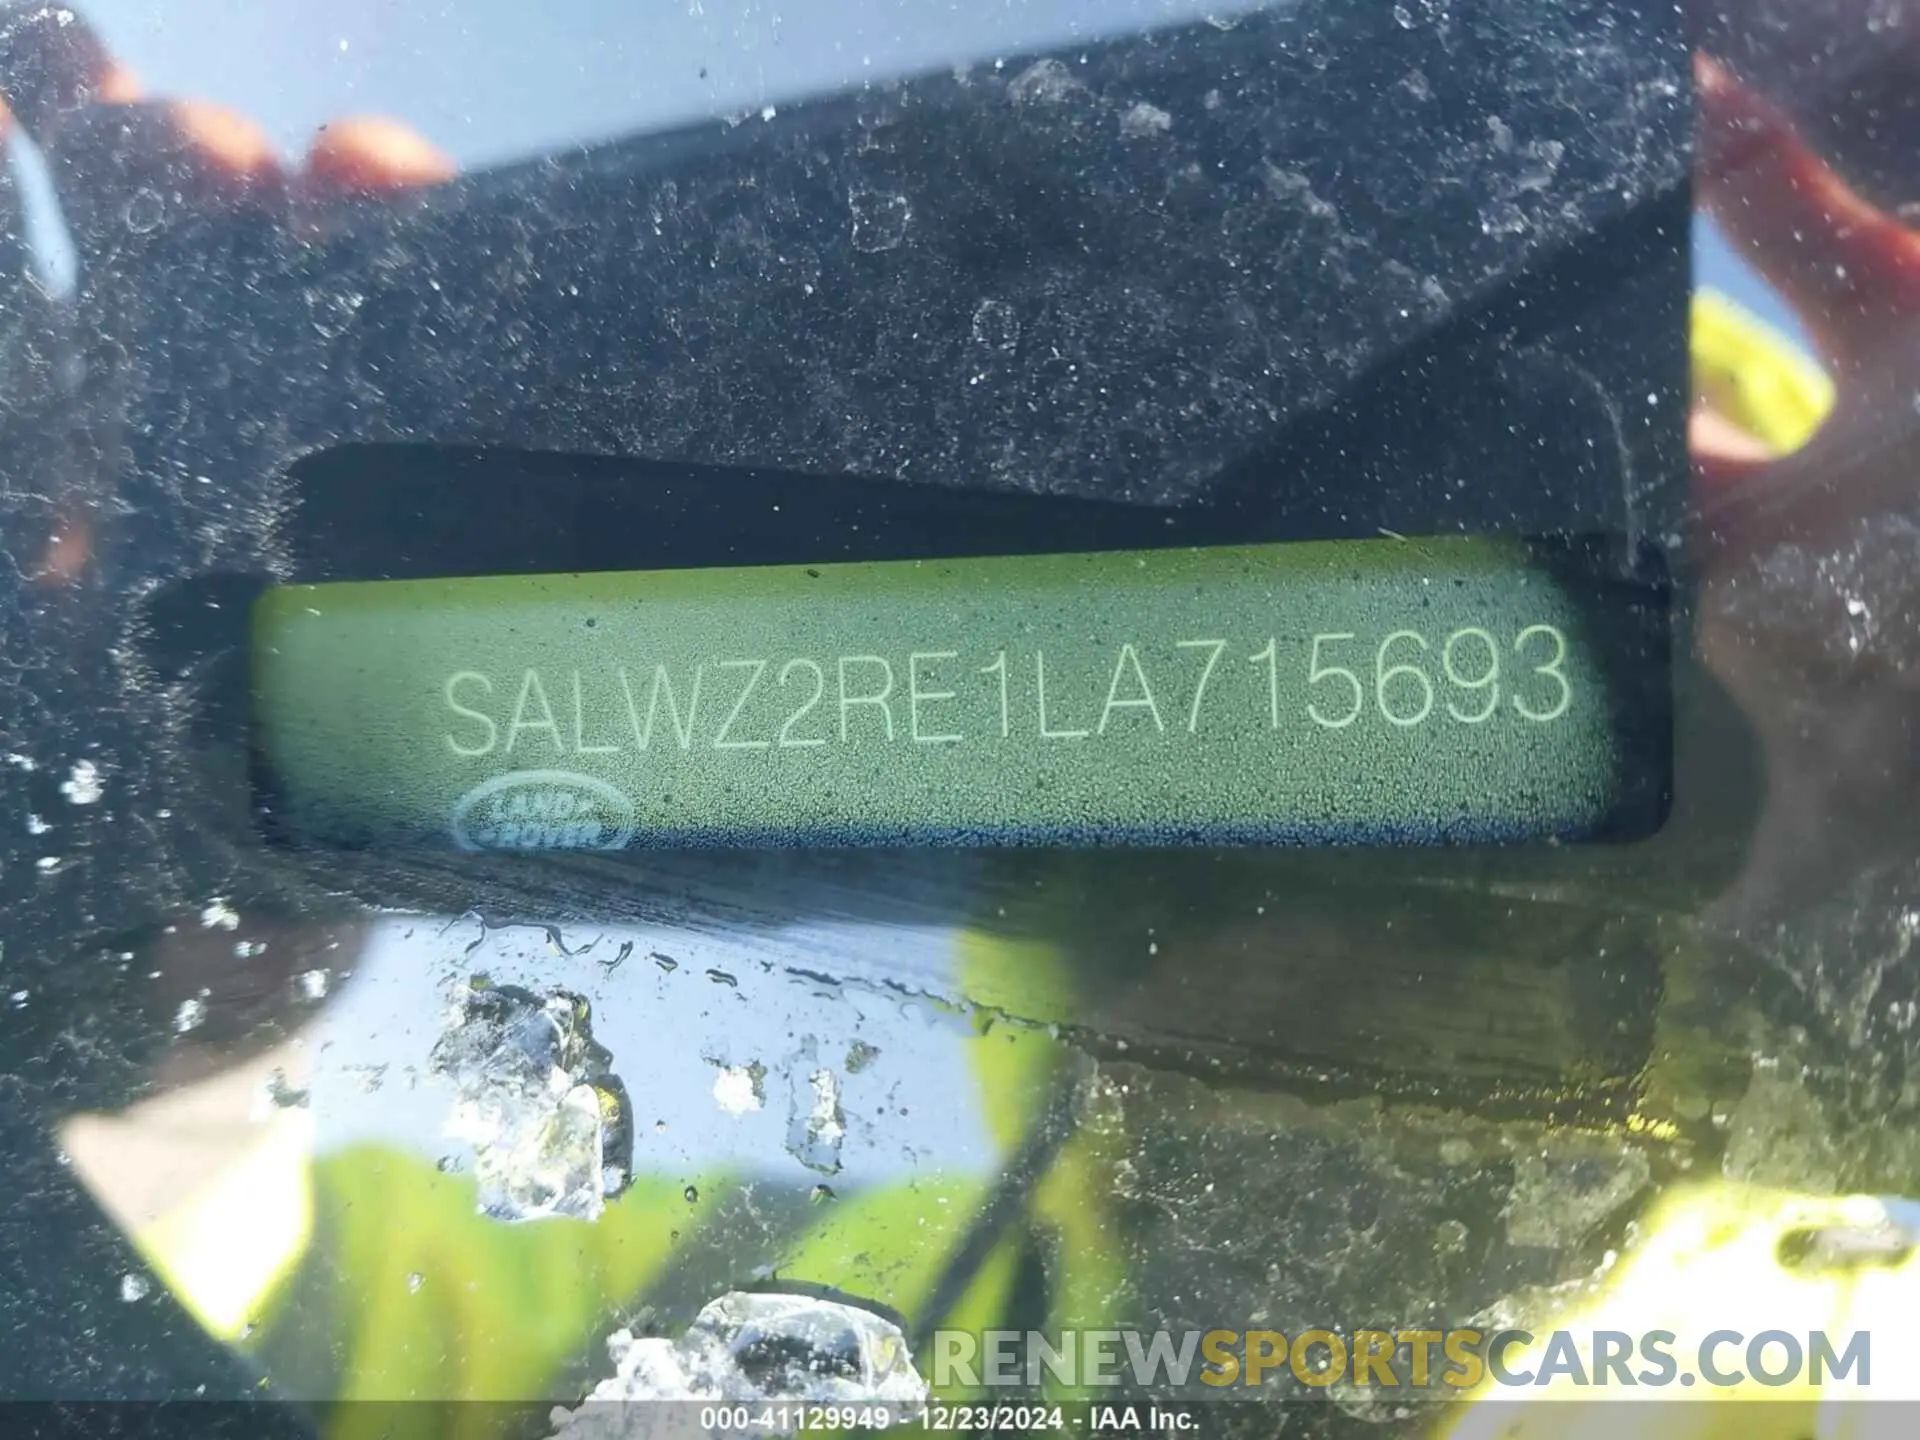 SALWZ2RE1LA715693
LAND-
-ROVER
RENEWSPORTSCARS.COM
000-41129949 - 12/23/2024 - IAA Inc.